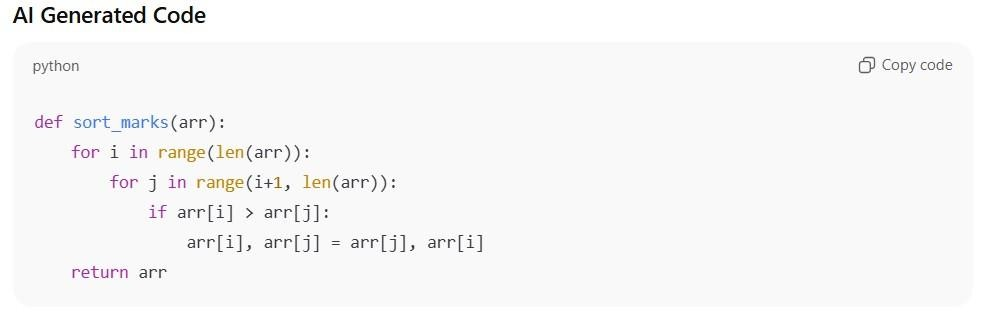 AI Generated Code
python
Copy code
def sort_marks(arr):
    for i in range(len(arr)):
        for j in range(i+1, len(arr)):
            if arr[i] > arr[j]:
                arr[i], arr[j] = arr[j], arr[i]
    return arr